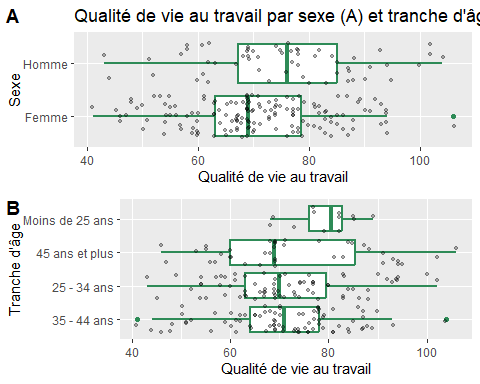 A
Qualité de vie au travail par sexe (A) et tranche d'âg
Sexe
Homme
Femme
40 60 80 100
Qualité de vie au travail
B
Tranche d'âge
Moins de 25 ans
45 ans et plus
25 - 34 ans
35 - 44 ans
40 60 80 100
Qualité de vie au travail